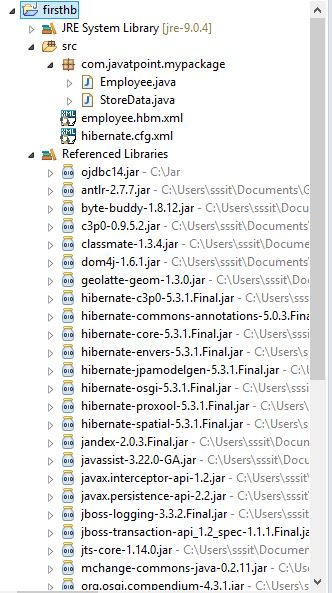 firsthb
JRE System Library [jre-9.0.4]
src
com.javatpoint.mypackage
Employee.java
StoreData.java
employee.hbm.xml
hibernate.cfg.xml
Referenced Libraries
ojdbc14.jar - C:\Jar
antlr-2.7.7.jar - C:\Users\sssit\Documents\G
byte-buddy-1.8.12.jar - C:\Users\sssit\Docu
c3p0-0.9.5.2.jar - C:\Users\sssit\Documents
classmate-1.3.4.jar - C:\Users\sssit\Docume
dom4j-1.6.1.jar - C:\Users\sssit\Documents\
geolatte-geom-1.3.0.jar - C:\Users\sssit\Do
hibernate-c3p0-5.3.1.Final.jar - C:\Users\sss
hibernate-commons-annotations-5.0.3.Final
hibernate-core-5.3.1.Final.jar - C:\Users\sssi
hibernate-envers-5.3.1.Final.jar - C:\Users\s
hibernate-jpamodelgen-5.3.1.Final.jar - C:\U
hibernate-osgi-5.3.1.Final.jar - C:\Users\sssi
hibernate-proxool-5.3.1.Final.jar - C:\Users\
hibernate-spatial-5.3.1.Final.jar - C:\Users\s
jandex-2.0.3.Final.jar - C:\Users\sssit\Docum
javassist-3.22.0-GA.jar - C:\Users\sssit\Docu
javax.interceptor-api-1.2.jar - C:\Users\sssit\
javax.persistence-api-2.2.jar - C:\Users\sssit\
jboss-logging-3.3.2.Final.jar - C:\Users\sssit
jboss-transaction-api_1.2_spec-1.1.1.Final.ja
jts-core-1.14.0.jar - C:\Users\sssit\Documen
mchange-commons-java-0.2.11.jar - C:\User
org.osgi.compendium-4.3.1.jar - C:\Users\ss